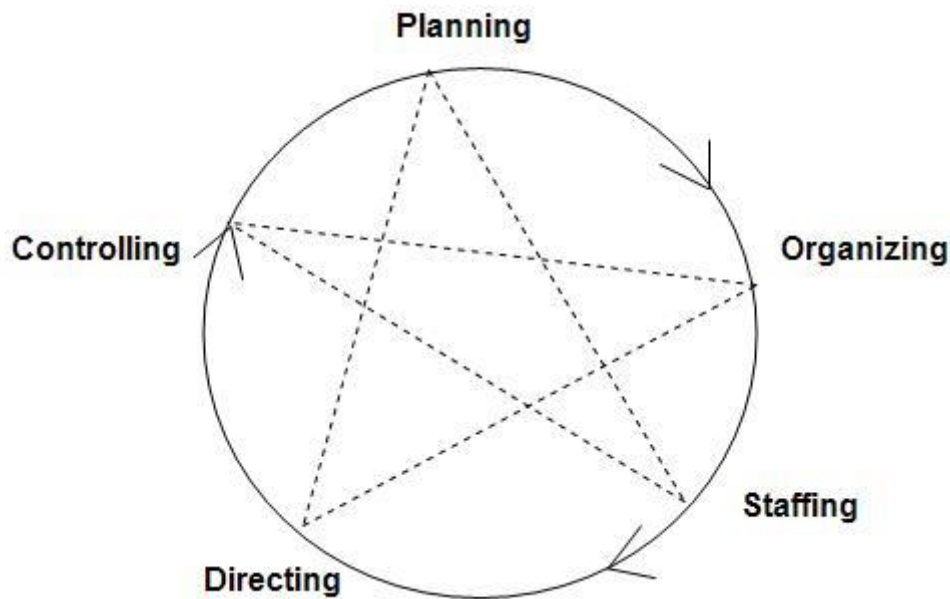 Planning
Organizing
Staffing
Directing
Controlling